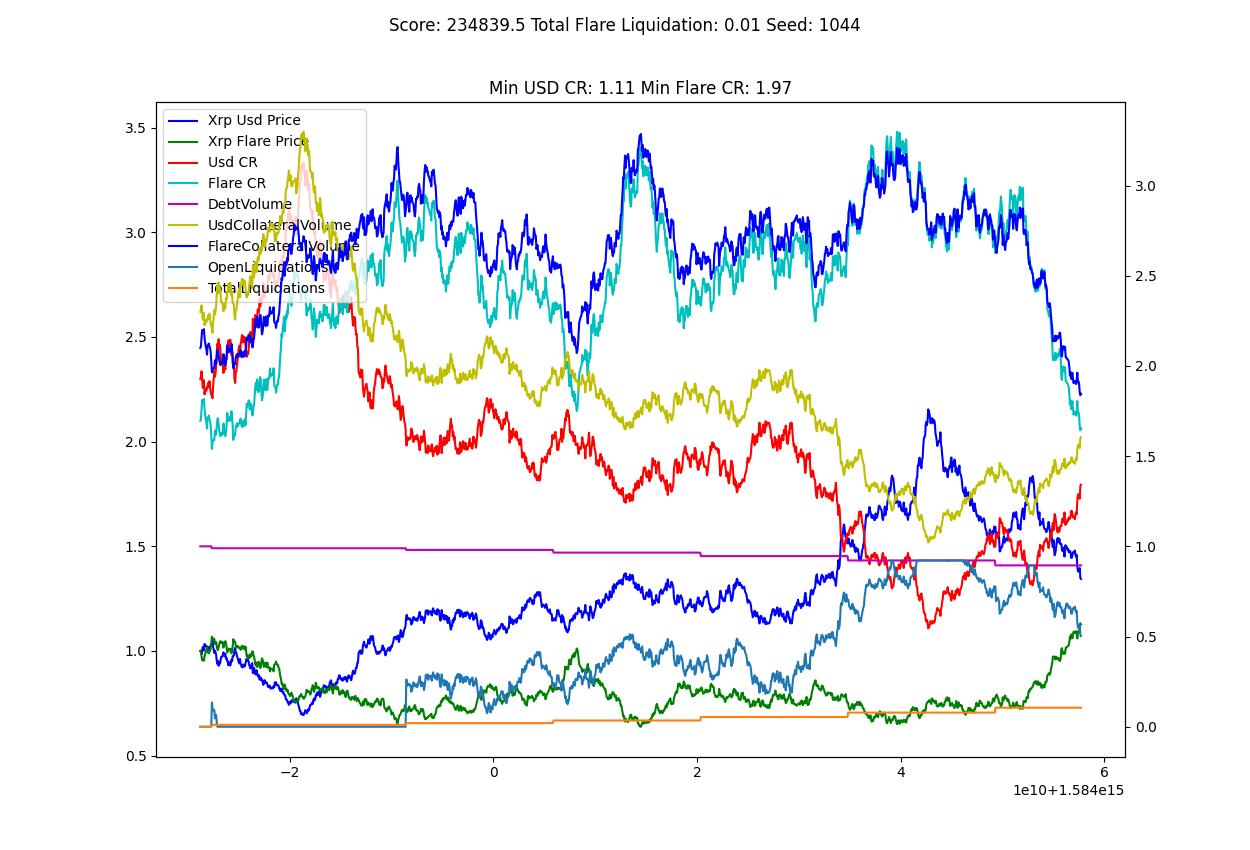 Score: 234839.5 Total Flare Liquidation: 0.01 Seed: 1044
Min USD CR: 1.11 Min Flare CR: 1.97
Xrp Usd Price
Xrp Flare Price
Usd CR
Flare CR
DebtVolume
UsdCollateralVolume
FlareCollateralVolume
OpenLiquidations
TotalLiquidations
3.5
3.0
2.5
2.0
1.5
1.0
0.5
3.0
2.5
2.0
1.5
1.0
0.5
0.0
−2
0
2
4
6
1e10+1.584e15